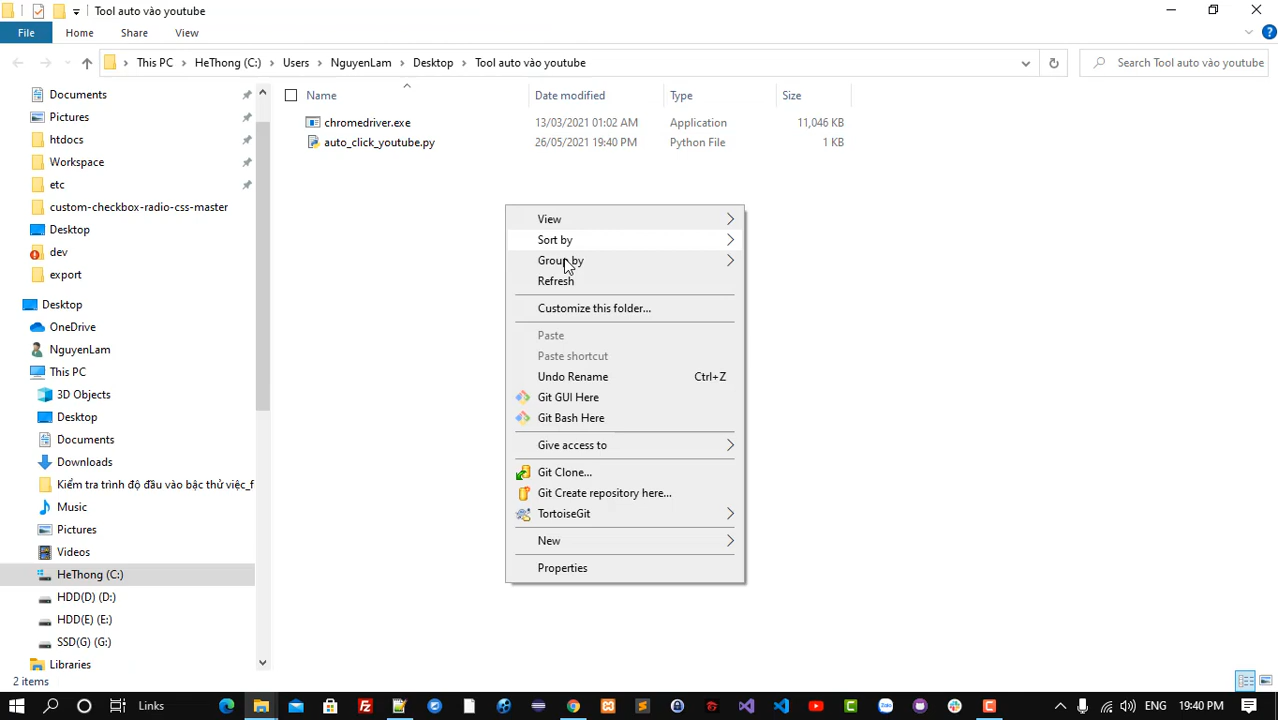 Tool auto vào youtube
File Home Share View
This PC HeThong (C:) Users NguyenLam Desktop Tool auto vào youtube
Search Tool auto vào youtube
Name Date modified Type Size
chromedriver.exe 13/03/2021 01:02 AM Application 11,046 KB
auto_click_youtube.py 26/05/2021 19:40 PM Python File 1 KB
Documents
Pictures
htdocs
Workspace
etc
custom-checkbox-radio-css-master
Desktop
dev
export
Desktop
OneDrive
NguyenLam
This PC
3D Objects
Desktop
Documents
Downloads
Kiểm tra trình độ đầu vào bậc thử việc_f
Music
Pictures
Videos
HeThong (C:)
HDD(D) (D:)
HDD(E) (E:)
SSD(G) (G:)
Libraries
View
Sort by
Group by
Refresh
Customize this folder...
Paste
Paste shortcut
Undo Rename Ctrl+Z
Git GUI Here
Git Bash Here
Give access to
Git Clone...
Git Create repository here...
TortoiseGit
New
Properties
2 items
Links
ENG 19:40 PM